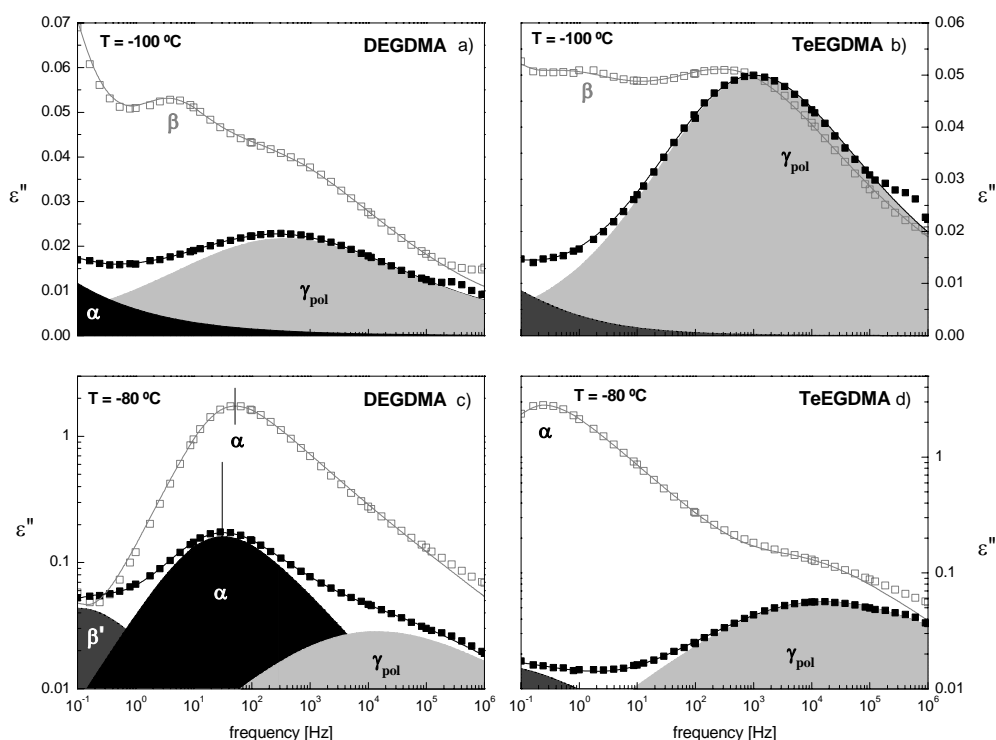 T = -100 ºC
DEGDMA a)
0.07
0.06
0.05
0.04
0.03
0.02
0.01
0.00
ε"
β
γpol
α
T = -100 ºC
TeEGDMA b)
0.06
0.05
0.04
0.03
0.02
0.01
0.00
ε"
β
γpol
T = -80 ºC
DEGDMA c)
1
0.1
0.01
ε"
α
α
β'
γpol
10-1 100 101 102 103 104 105 106
frequency [Hz]
T = -80 ºC
TeEGDMA d)
1
0.1
0.01
ε"
α
γpol
10-1 100 101 102 103 104 105 106
frequency [Hz]